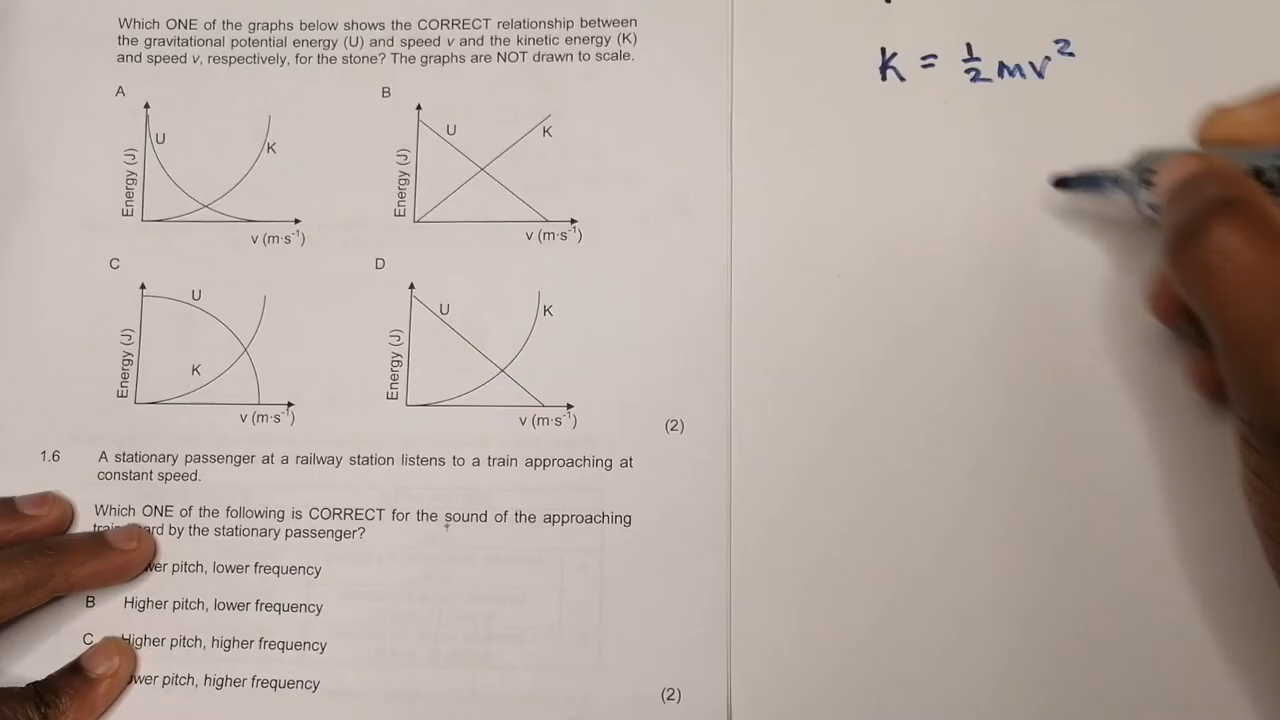 Which ONE of the graphs below shows the CORRECT relationship between
the gravitational potential energy (U) and speed v and the kinetic energy (K)
and speed v, respectively, for the stone? The graphs are NOT drawn to scale.
K = ½mv²
A
B
U
K
Energy (J)
v (m·s⁻¹)
U
K
Energy (J)
v (m·s⁻¹)
C
D
U
K
Energy (J)
v (m·s⁻¹)
U
K
Energy (J)
v (m·s⁻¹)
(2)
1.6 A stationary passenger at a railway station listens to a train approaching at
constant speed.
Which ONE of the following is CORRECT for the sound of the approaching
by the stationary passenger?
pitch, lower frequency
B Higher pitch, lower frequency
C Higher pitch, higher frequency
pitch, higher frequency
(2)